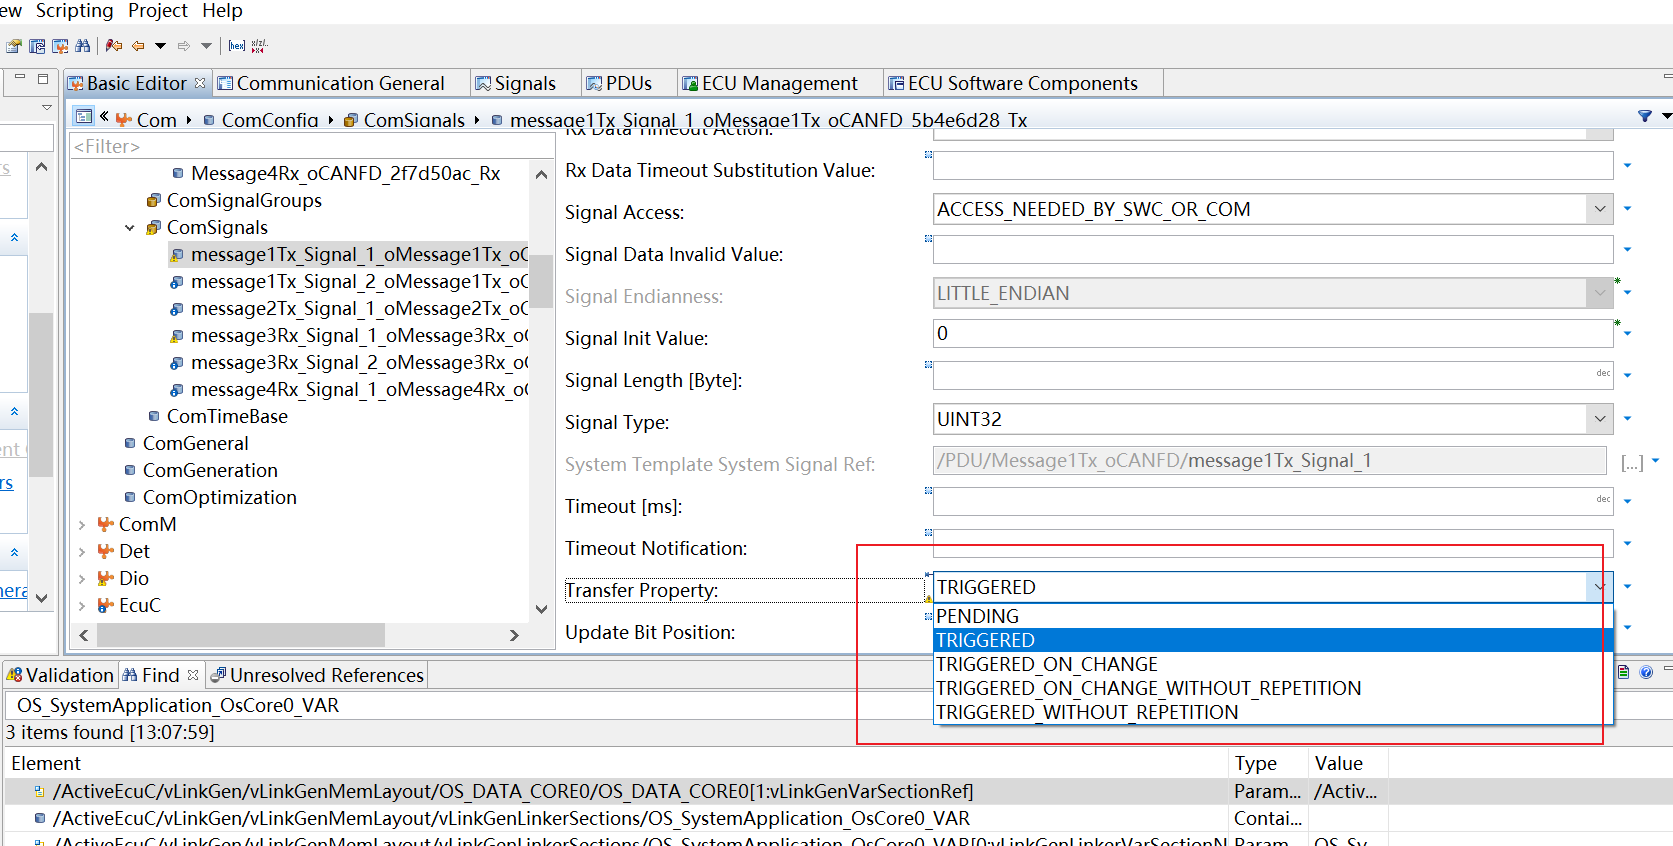 ew Scripting Project Help
[hex]
Basic Editor Communication General Signals PDUs ECU Management ECU Software Components
« Com ComConfig ComSignals message1Tx_Signal_1_oMessage1Tx_oCANFD_5b4e6d28_Tx
<Filter>
Message4Rx_oCANFD_2f7d50ac_Rx
ComSignalGroups
ComSignals
message1Tx_Signal_1_oMessage1Tx_oC
message1Tx_Signal_2_oMessage1Tx_oC
message2Tx_Signal_1_oMessage2Tx_oC
message3Rx_Signal_1_oMessage3Rx_o
message3Rx_Signal_2_oMessage3Rx_o
message4Rx_Signal_1_oMessage4Rx_o
ComTimeBase
ComGeneral
ComGeneration
ComOptimization
ComM
Det
Dio
EcuC
rs
ent
rs
nera
Rx Data Timeout Action:
Rx Data Timeout Substitution Value:
Signal Access: ACCESS_NEEDED_BY_SWC_OR_COM
Signal Data Invalid Value:
Signal Endianness: LITTLE_ENDIAN
Signal Init Value: 0
Signal Length [Byte]: dec
Signal Type: UINT32
System Template System Signal Ref: /PDU/Message1Tx_oCANFD/message1Tx_Signal_1 [...]
Timeout [ms]: dec
Timeout Notification:
Transfer Property: TRIGGERED
PENDING
TRIGGERED
TRIGGERED_ON_CHANGE
TRIGGERED_ON_CHANGE_WITHOUT_REPETITION
TRIGGERED_WITHOUT_REPETITION
Update Bit Position:
Validation Find Unresolved References
OS_SystemApplication_OsCore0_VAR
3 items found [13:07:59]
Element Type Value
/ActiveEcuC/vLinkGen/vLinkGenMemLayout/OS_DATA_CORE0/OS_DATA_CORE0[1:vLinkGenVarSectionRef] Param... /Activ...
/ActiveEcuC/vLinkGen/vLinkGenMemLayout/vLinkGenLinkerSections/OS_SystemApplication_OsCore0_VAR Contai...
/ActiveEcuC/vLinkGen/vLinkGenMemLayout/vLinkGenLinkerSections/OS_SystemApplication_OsCore0_VAR[0:vLinkGenLinkerVarSectionN Param... OS_Sy...